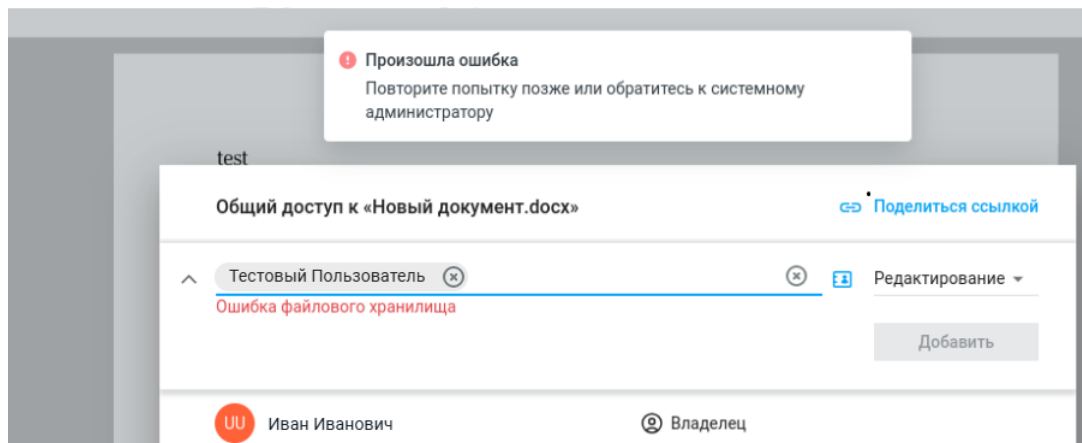 Произошла ошибка
Повторите попытку позже или обратитесь к системному
администратору
test
Общий доступ к «Новый документ.docx»
Поделиться ссылкой
Тестовый Пользователь
Редактирование
Ошибка файлового хранилища
Добавить
UU
Иван Иванович
Владелец